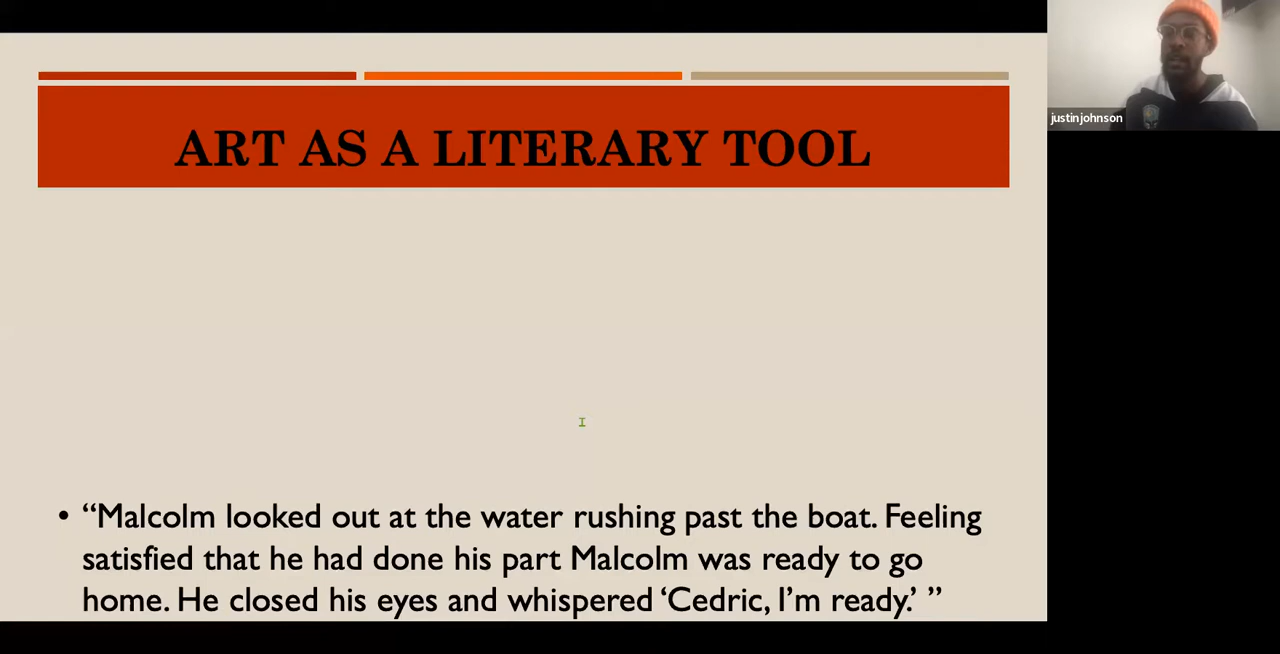 ART AS A LITERARY TOOL
justinjohnson
• “Malcolm looked out at the water rushing past the boat. Feeling
satisfied that he had done his part Malcolm was ready to go
home. He closed his eyes and whispered ‘Cedric, I’m ready.’ ”